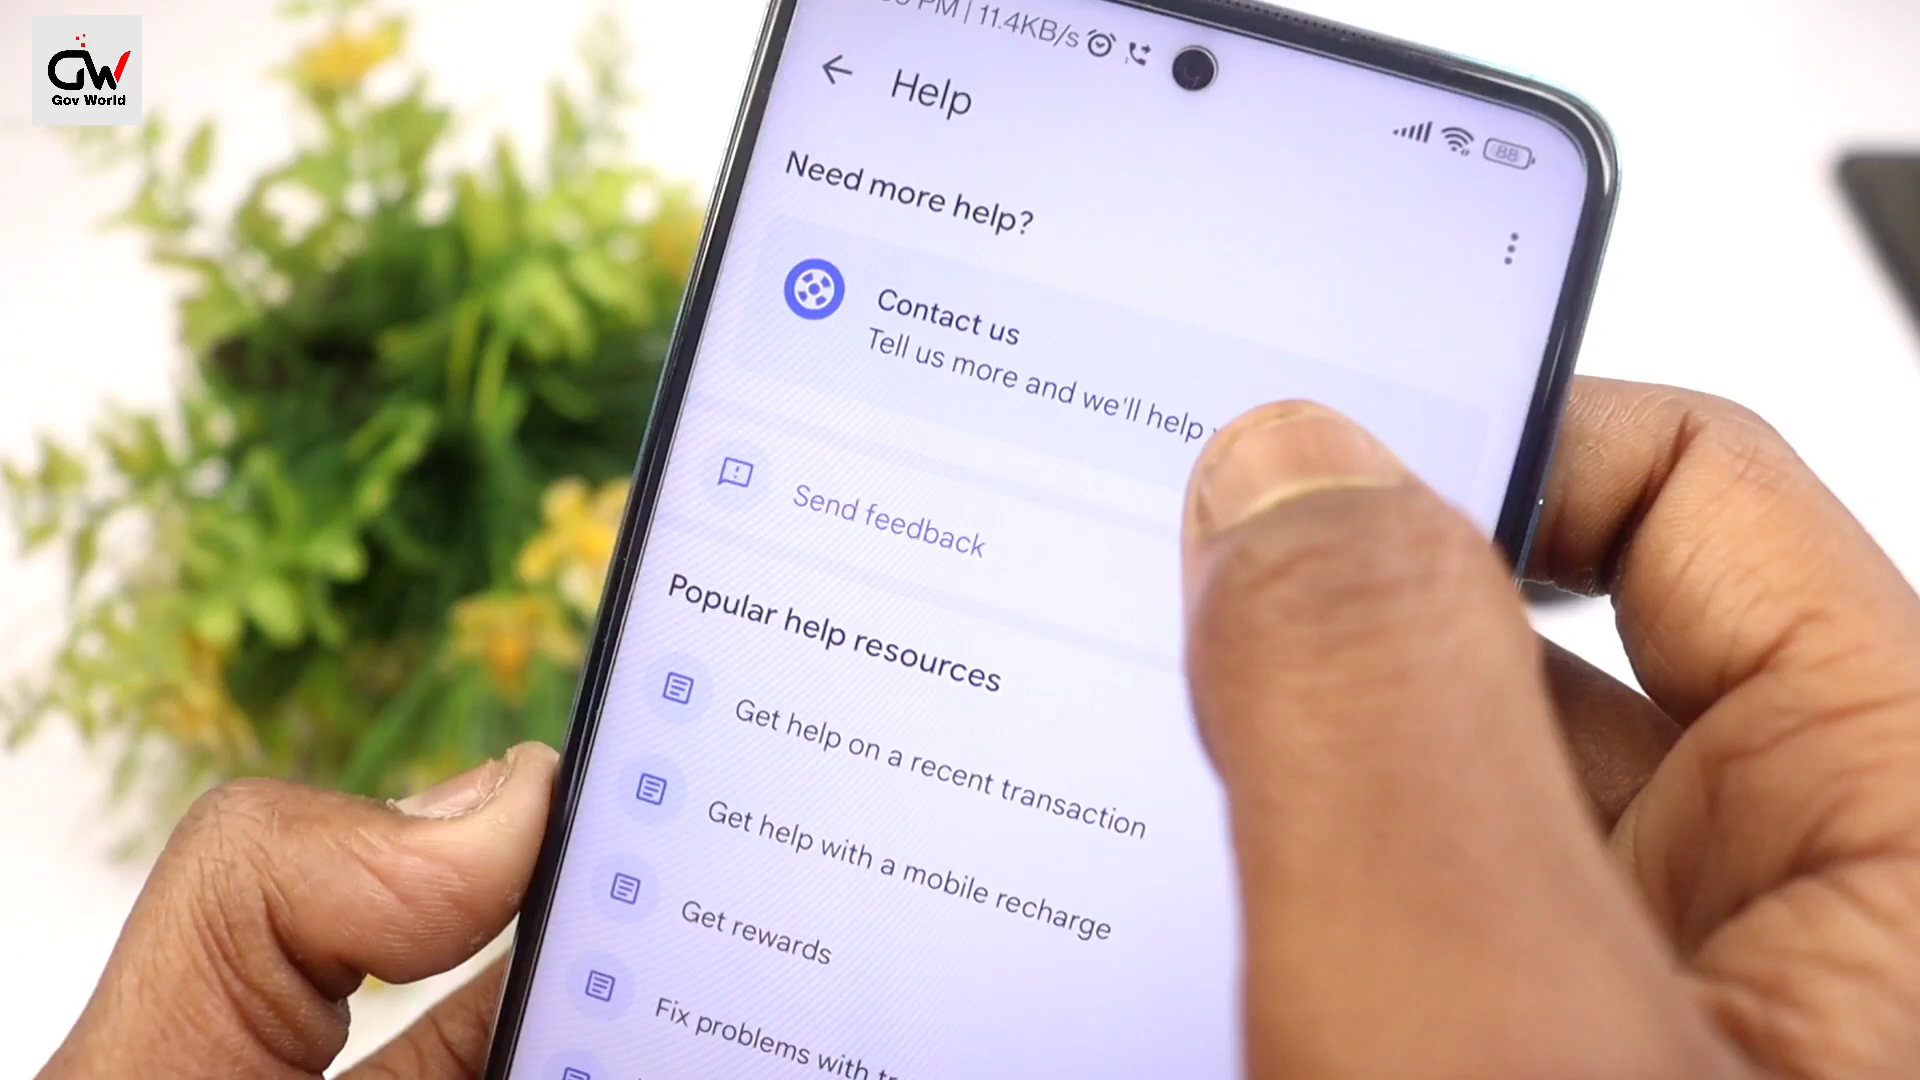 GW
Gov World
PM | 11.4KB/s
88
Help
Need more help?
Contact us
Tell us more and we'll help
Send feedback
Popular help resources
Get help on a recent transaction
Get help with a mobile recharge
Get rewards
Fix problems with